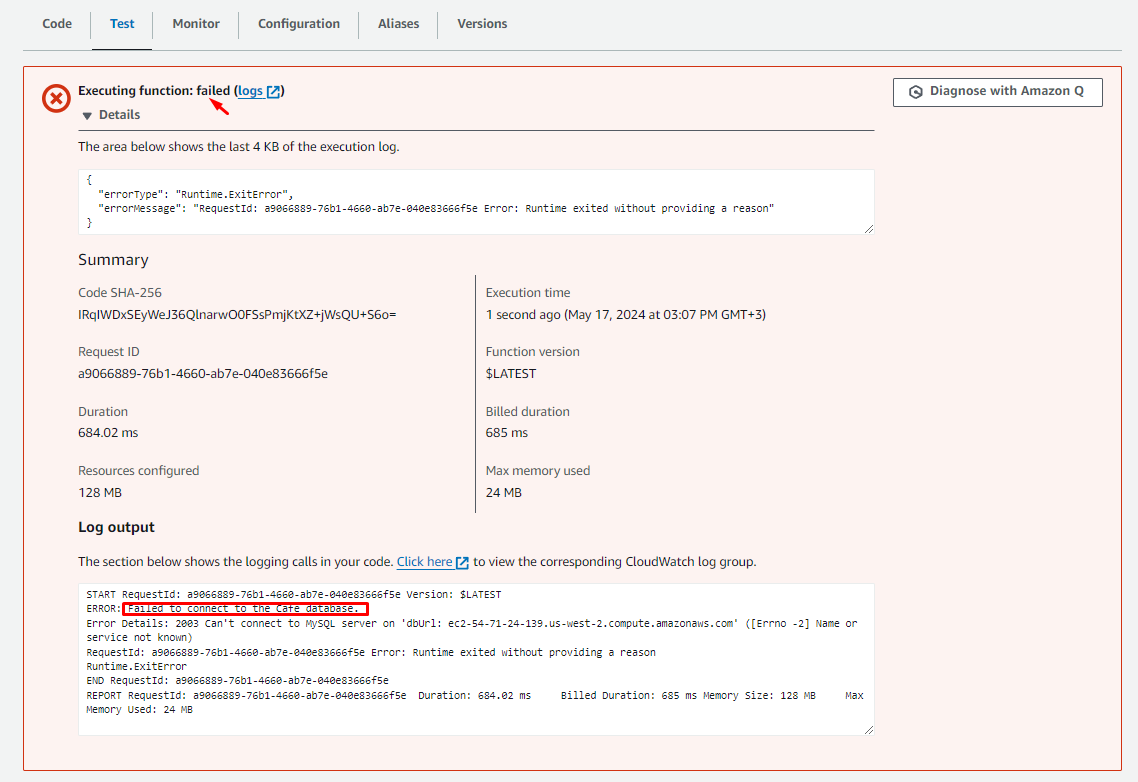 Code Test Monitor Configuration Aliases Versions
Executing function: failed (logs)
Diagnose with Amazon Q
Details
The area below shows the last 4 KB of the execution log.
{
"errorType": "Runtime.ExitError",
"errorMessage": "RequestId: a9066889-76b1-4660-ab7e-040e83666f5e Error: Runtime exited without providing a reason"
}
Summary
Code SHA-256
IRqIWDxSEyWeJ36QlnarwO0FSsPmjKtXZ+jWsQU+S6o=
Execution time
1 second ago (May 17, 2024 at 03:07 PM GMT+3)
Request ID
a9066889-76b1-4660-ab7e-040e83666f5e
Function version
$LATEST
Duration
684.02 ms
Billed duration
685 ms
Resources configured
128 MB
Max memory used
24 MB
Log output
The section below shows the logging calls in your code. Click here to view the corresponding CloudWatch log group.
START RequestId: a9066889-76b1-4660-ab7e-040e83666f5e Version: $LATEST
ERROR: Failed to connect to the Cafe database.
Error Details: 2003 Can't connect to MySQL server on 'dbUrl: ec2-54-71-24-139.us-west-2.compute.amazonaws.com' ([Errno -2] Name or
service not known)
RequestId: a9066889-76b1-4660-ab7e-040e83666f5e Error: Runtime exited without providing a reason
Runtime.ExitError
END RequestId: a9066889-76b1-4660-ab7e-040e83666f5e
REPORT RequestId: a9066889-76b1-4660-ab7e-040e83666f5e Duration: 684.02 ms Billed Duration: 685 ms Memory Size: 128 MB Max
Memory Used: 24 MB